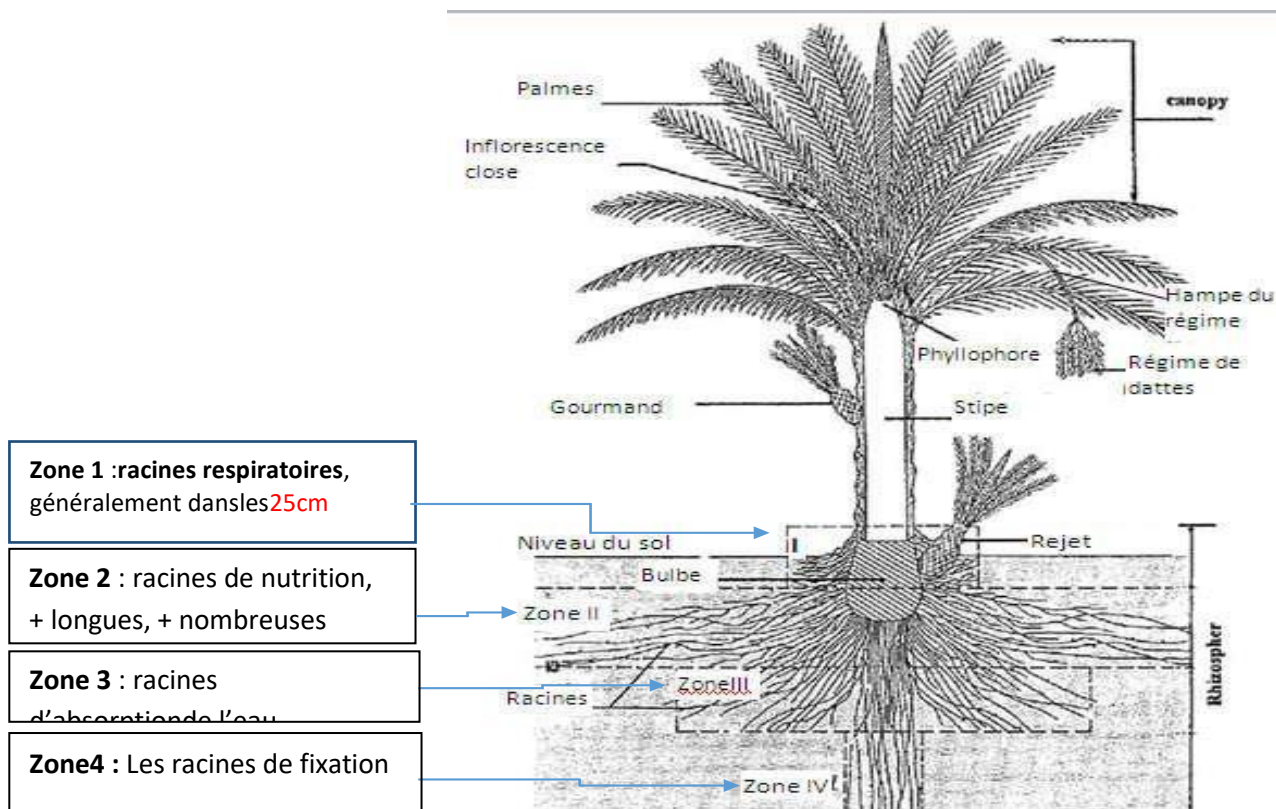 Palmes
canopy
Inflorescence
close
Hampe du
régime
Phyllophore
Régime de
dattes
Gourmand
Stipe
Zone 1 :racines respiratoires,
généralement dansles25cm
Niveau du sol
I
Rejet
Bulbe
Zone 2 : racines de nutrition,
+ longues, + nombreuses
Zone II
Zone 3 : racines
d’absorptionde l’eau
ZoneIII
Racines
Rhizospher
Zone4 : Les racines de fixation
Zone IV